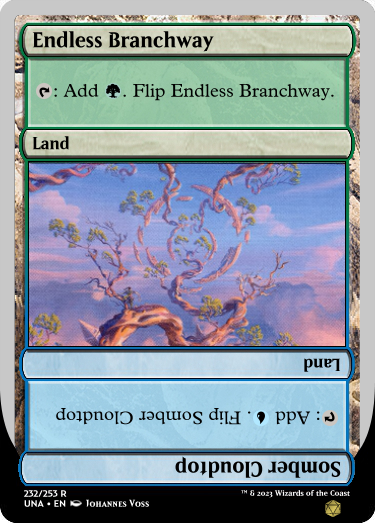 Endless Branchway
: Add . Flip Endless Branchway.
Land
Land
: Add . Flip Somber Cloudtop
Somber Cloudtop
232/253 R
™ & 2023 Wizards of the Coast
UNA • EN Johannes Voss